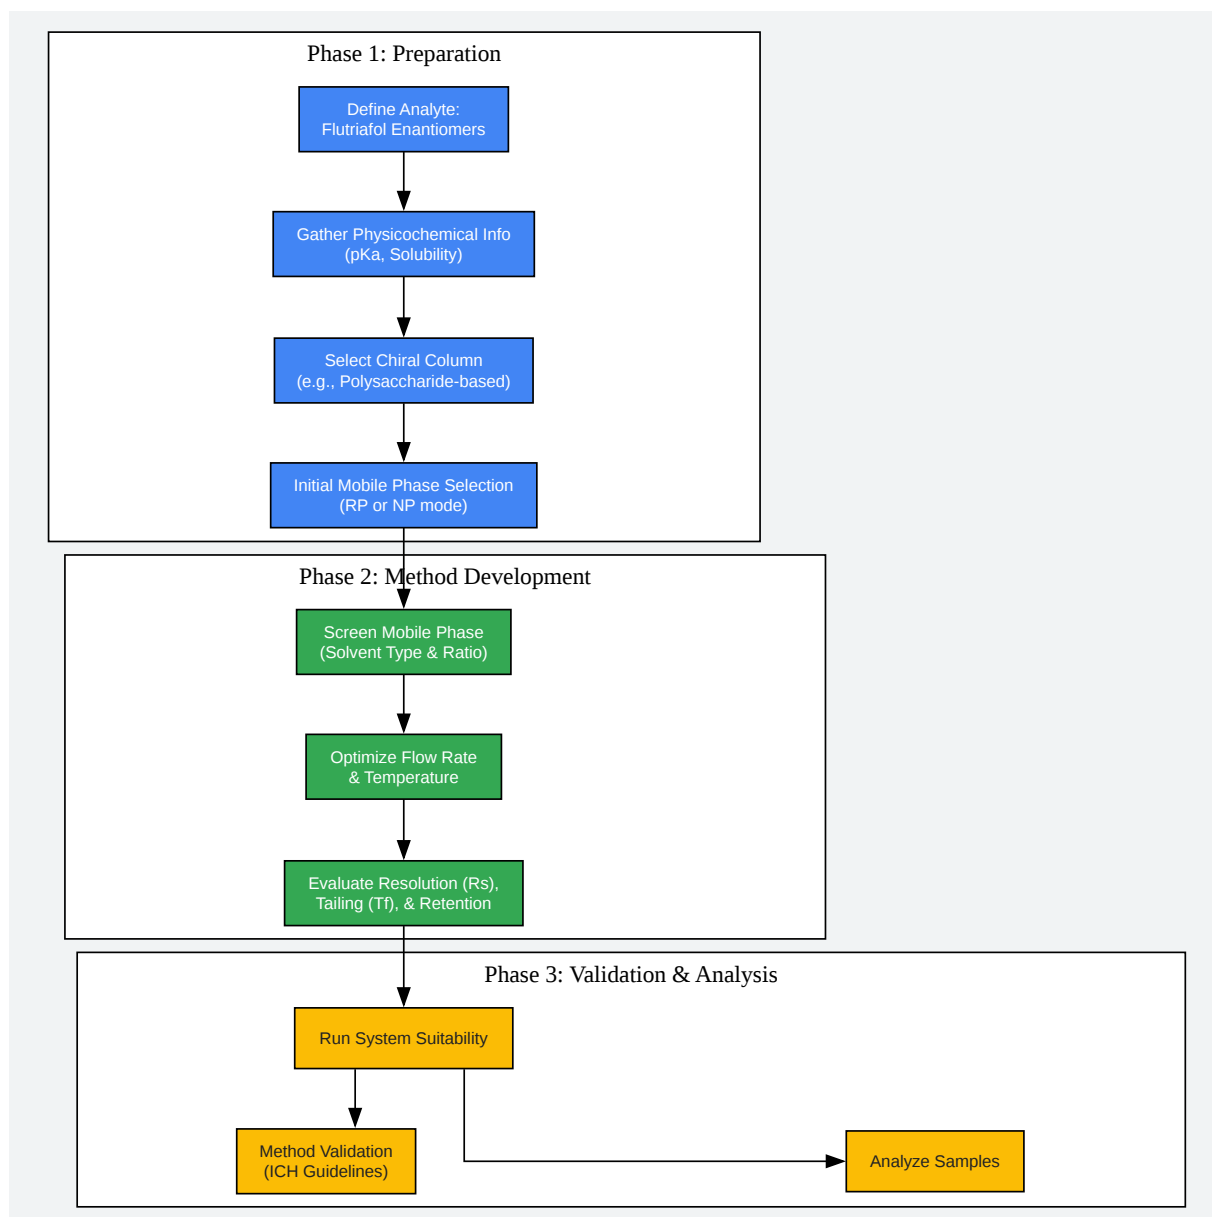 Phase 1: Preparation
Define Analyte:
Flutriafol Enantiomers
Gather Physicochemical Info
(pKa, Solubility)
Select Chiral Column
(e.g., Polysaccharide-based)
Initial Mobile Phase Selection
(RP or NP mode)
Phase 2: Method Development
Screen Mobile Phase
(Solvent Type & Ratio)
Optimize Flow Rate
& Temperature
Evaluate Resolution (Rs),
Tailing (Tf), & Retention
Phase 3: Validation & Analysis
Run System Suitability
Method Validation
(ICH Guidelines)
Analyze Samples